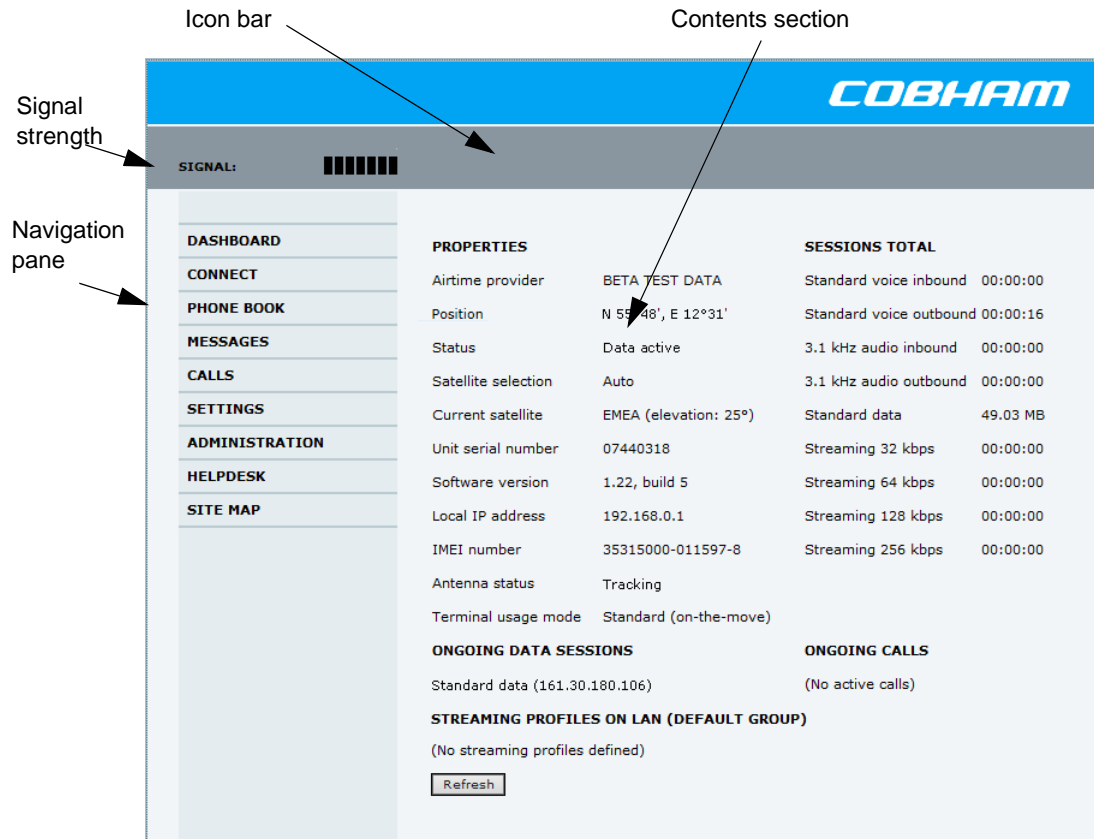 Icon bar
Contents section
COBHAM
Signal
strength
SIGNAL:
Navigation
pane
DASHBOARD
CONNECT
PHONE BOOK
MESSAGES
CALLS
SETTINGS
ADMINISTRATION
HELPDESK
SITE MAP
PROPERTIES
Airtime provider BETA TEST DATA
Position N 55°48', E 12°31'
Status Data active
Satellite selection Auto
Current satellite EMEA (elevation: 25°)
Unit serial number 07440318
Software version 1.22, build 5
Local IP address 192.168.0.1
IMEI number 35315000-011597-8
Antenna status Tracking
Terminal usage mode Standard (on-the-move)
SESSIONS TOTAL
Standard voice inbound 00:00:00
Standard voice outbound 00:00:16
3.1 kHz audio inbound 00:00:00
3.1 kHz audio outbound 00:00:00
Standard data 49.03 MB
Streaming 32 kbps 00:00:00
Streaming 64 kbps 00:00:00
Streaming 128 kbps 00:00:00
Streaming 256 kbps 00:00:00
ONGOING DATA SESSIONS
Standard data (161.30.180.106)
ONGOING CALLS
(No active calls)
STREAMING PROFILES ON LAN (DEFAULT GROUP)
(No streaming profiles defined)
Refresh